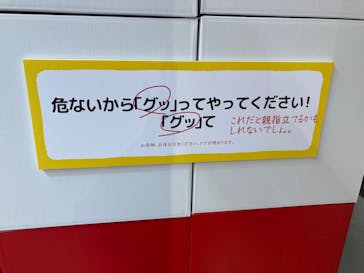 危ないから「グッ」ってやってください!
「グッ」て
これだと親指立てるかも
しれないでしょ。